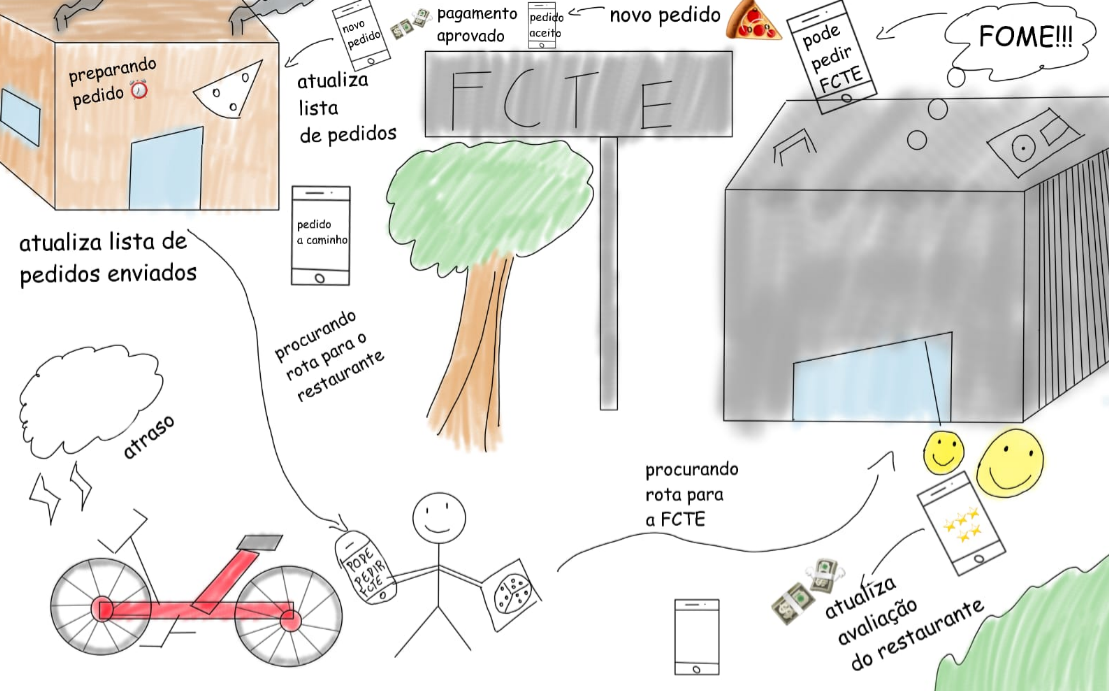 FOME!!!
pode
pedir
FCTE
novo pedido
pedido
aceito
pagamento
aprovado
novo
pedido
atualiza
lista
de pedidos
preparando
pedido
FCTE
pedido
a caminho
atualiza lista de
pedidos enviados
procurando
rota para o
restaurante
atraso
PODE
PEDIR
FCTE
procurando
rota para
a FCTE
atualiza
avaliação
do restaurante